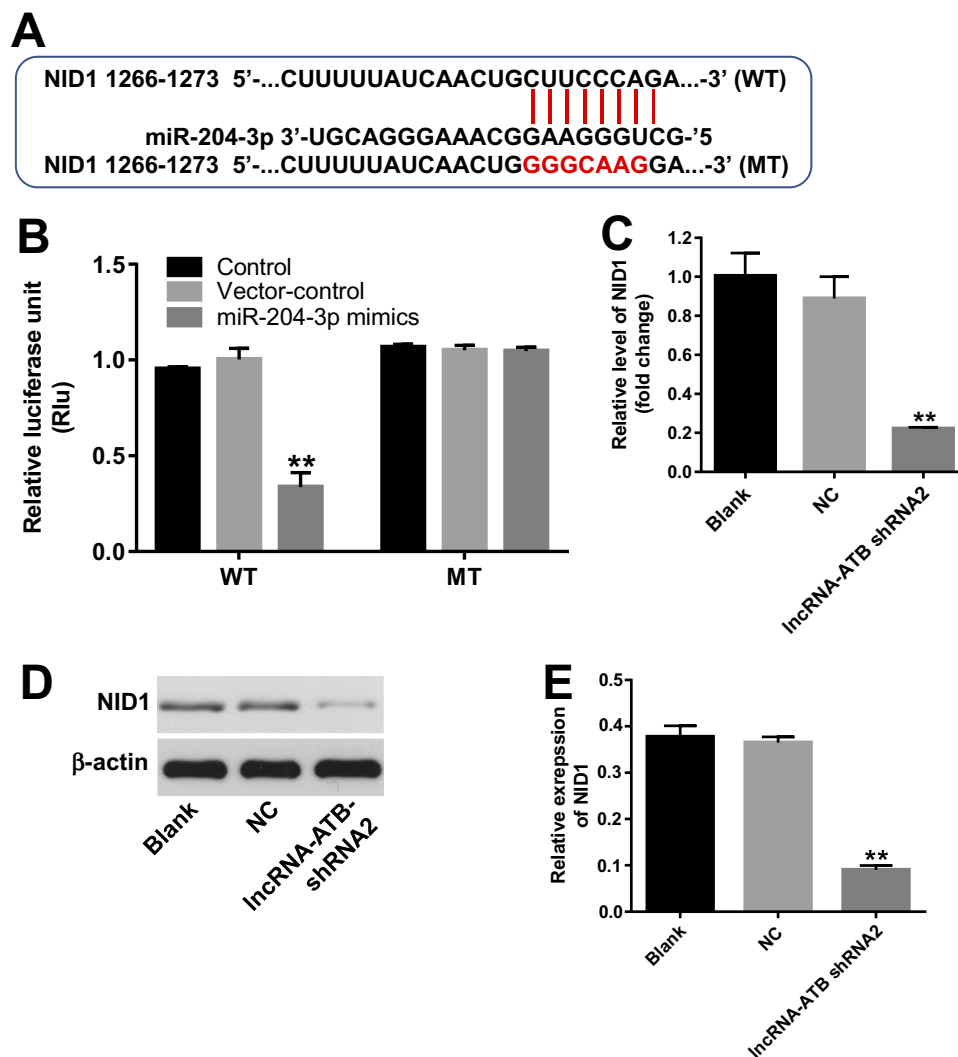 A
NID1 1266-1273 5'-...CUUUUUAUCAACUGCUUCCCAGA...-3' (WT)
miR-204-3p 3'-UGCAGGGAAACGGAAGGGUCG-'5
NID1 1266-1273 5'-...CUUUUUAUCAACUGGGGCAAGGA...-3' (MT)
B
Control
Vector-control
miR-204-3p mimics
Relative luciferase unit
(Rlu)
1.5
1.0
0.5
0.0
**
WT
MT
C
Relative level of NID1
(fold change)
1.2
1.0
0.8
0.6
0.4
0.2
0.0
**
Blank
NC
lncRNA-ATB shRNA2
D
NID1
β-actin
Blank
NC
lncRNA-ATB-
shRNA2
E
Relative exrepssion
of NID1
0.5
0.4
0.3
0.2
0.1
0.0
**
Blank
NC
lncRNA-ATB shRNA2